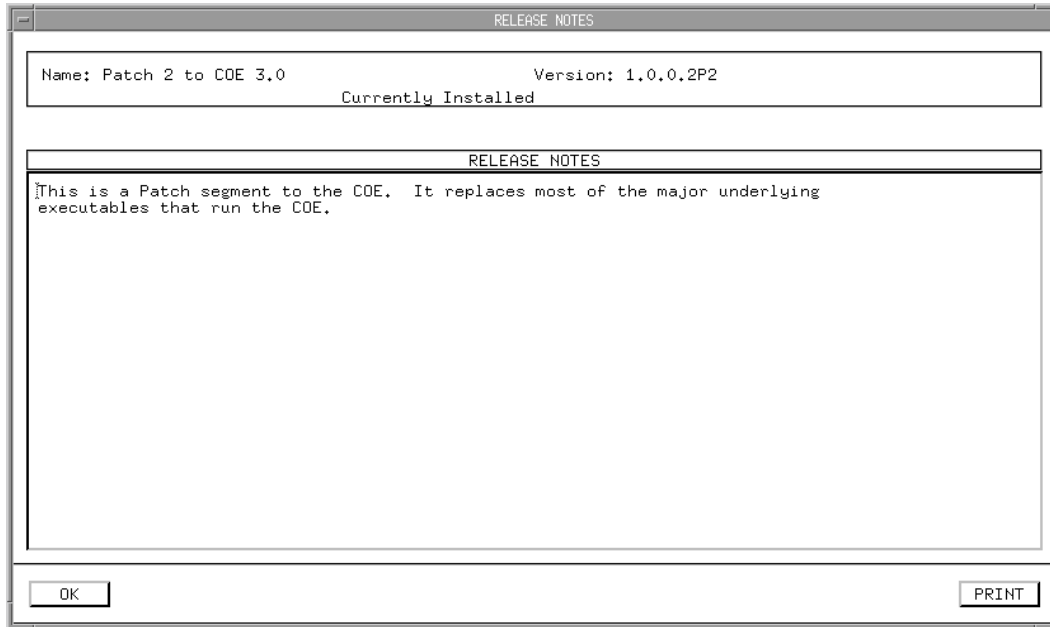 RELEASE NOTES
Name: Patch 2 to COE 3.0 Version: 1.0.0.2P2
Currently Installed
RELEASE NOTES
This is a Patch segment to the COE. It replaces most of the major underlying
executables that run the COE.
OK PRINT